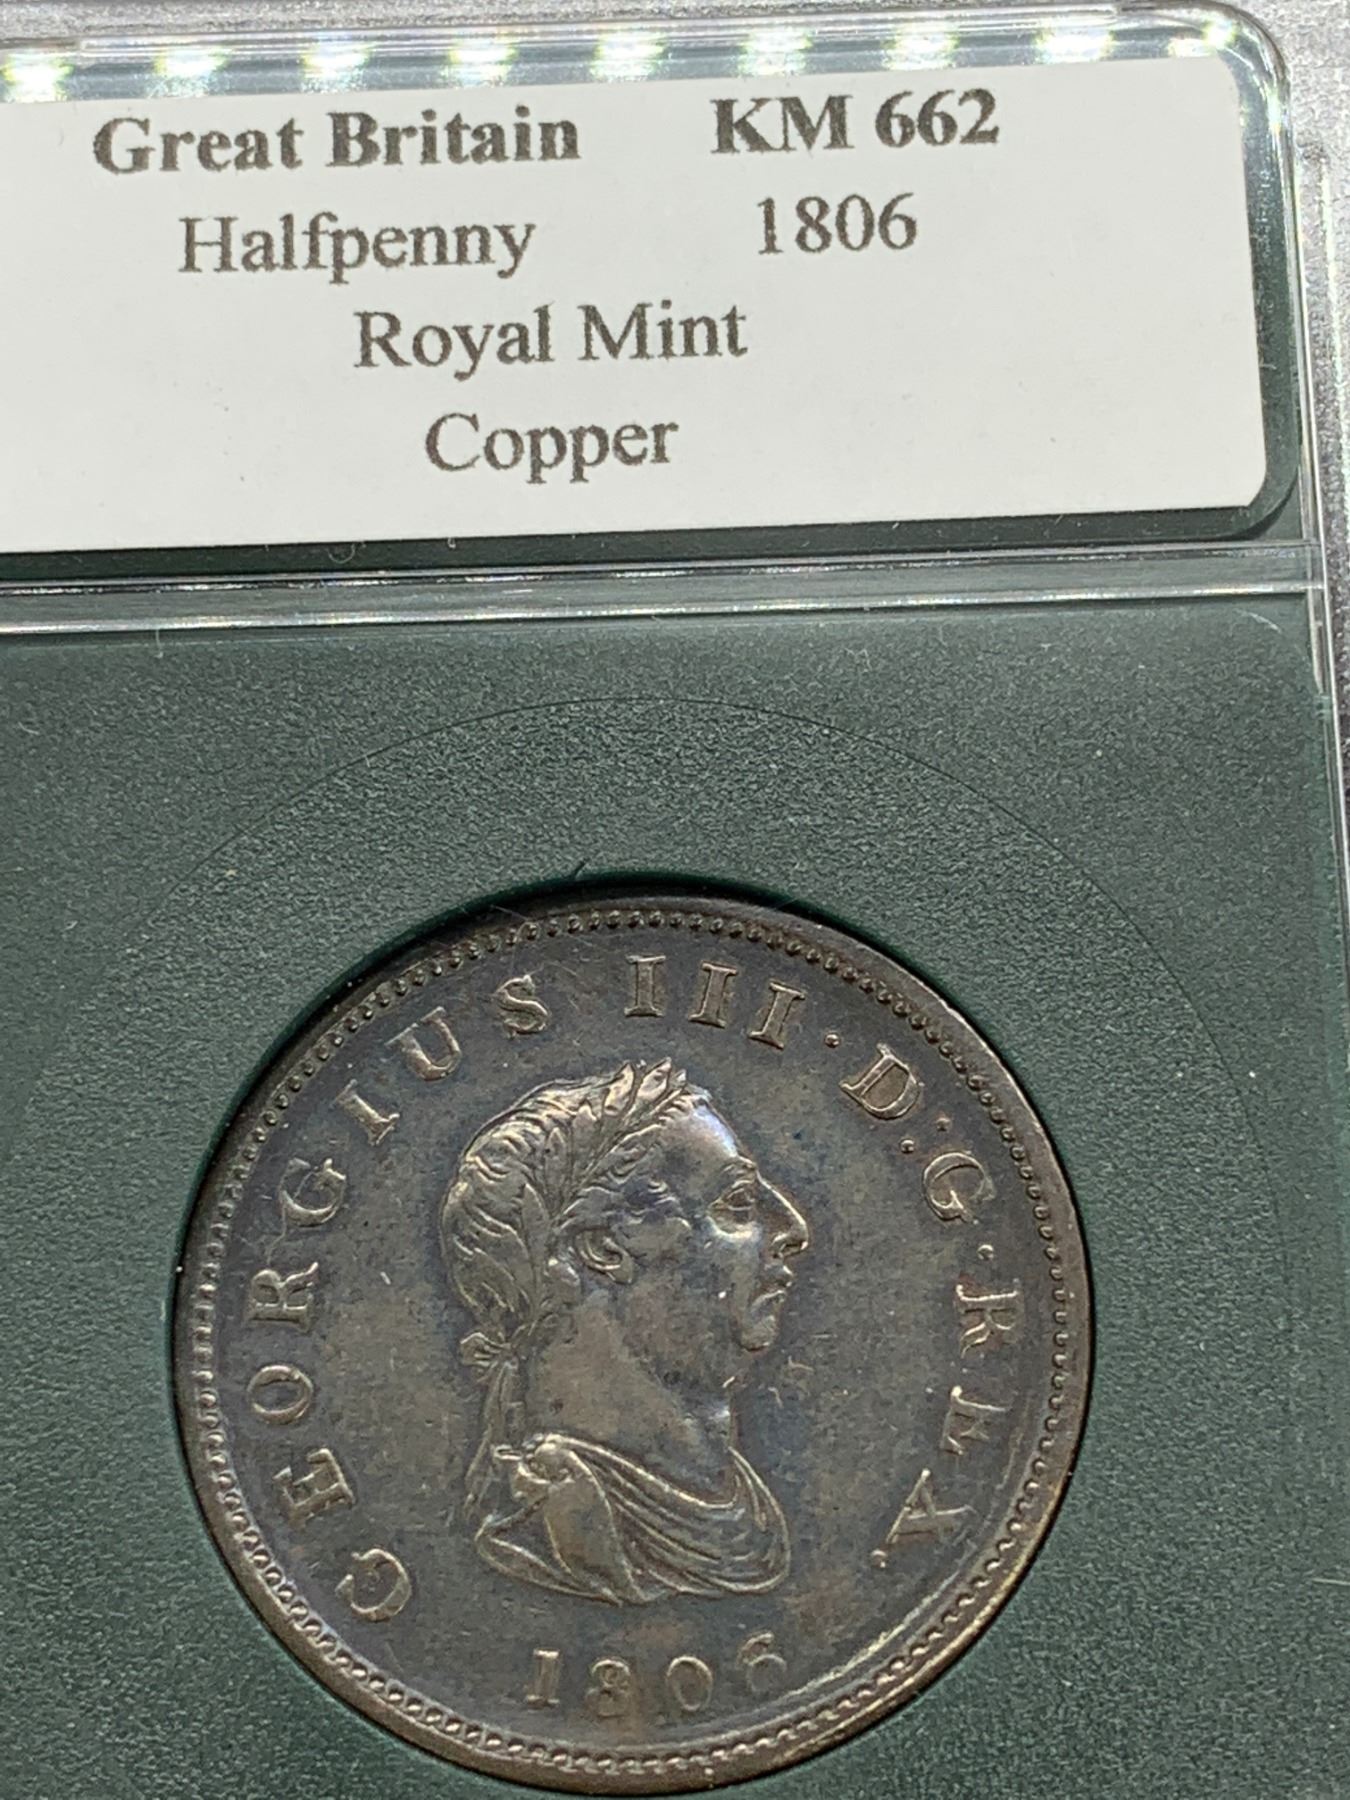 Great Britain KM 662
Halfpenny 1806
Royal Mint
Copper
GEORGIUS III·D:G·REX.
1806